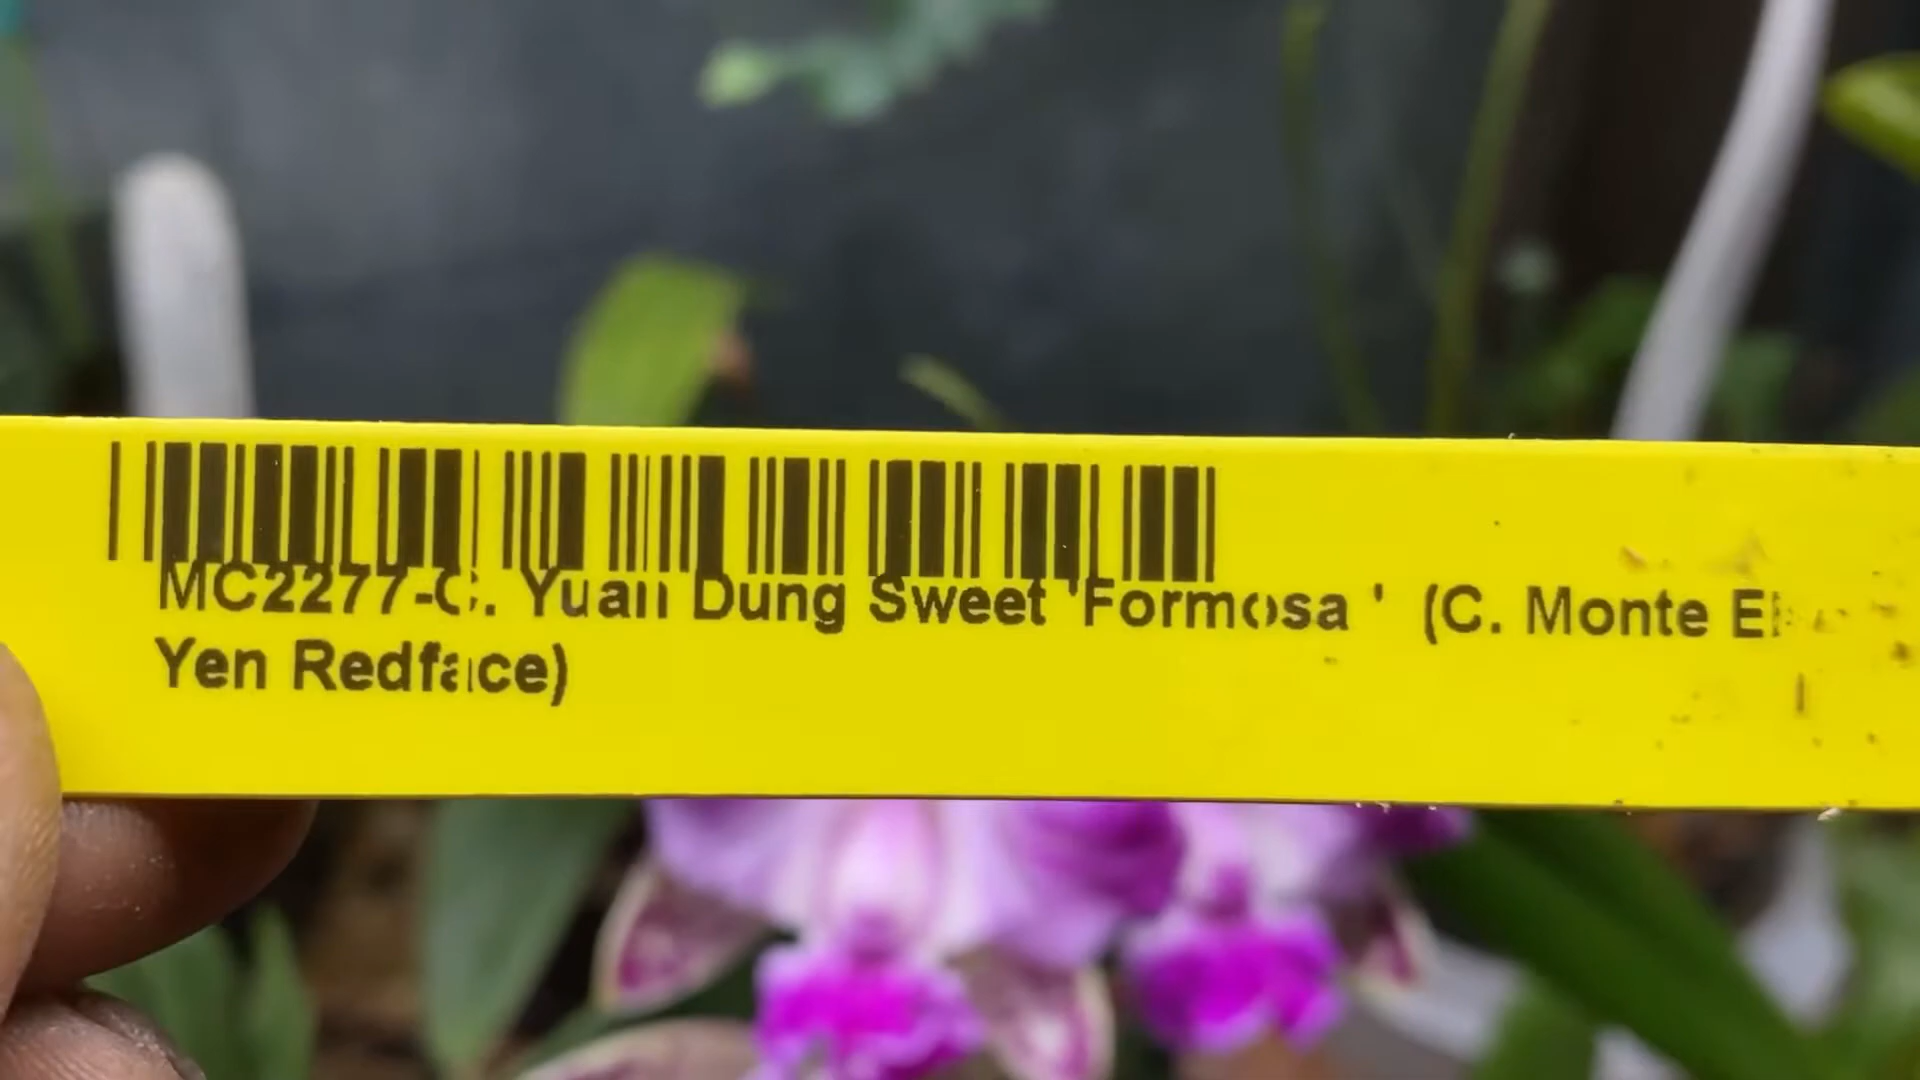 MC2277-C. Yuan Dung Sweet 'Formosa ' (C. Monte
Yen Redface)